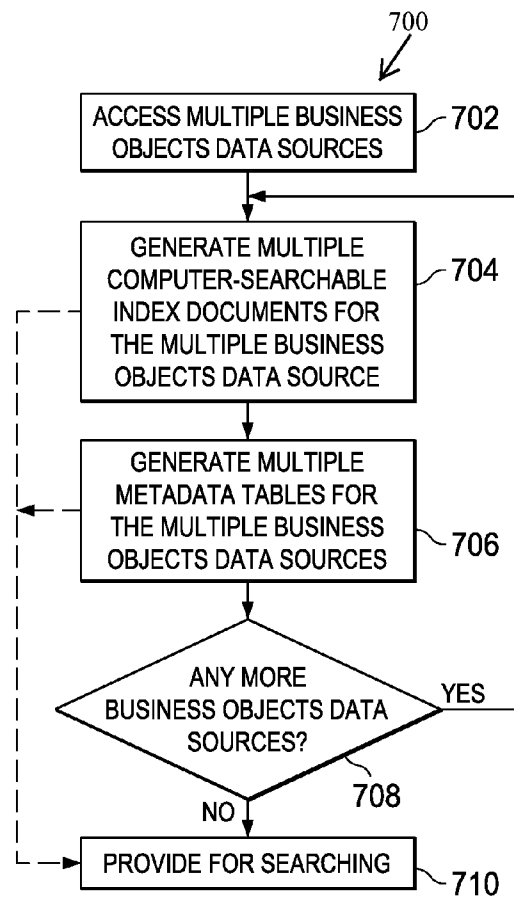 700
ACCESS MULTIPLE BUSINESS
OBJECTS DATA SOURCES
702
GENERATE MULTIPLE
COMPUTER-SEARCHABLE
INDEX DOCUMENTS FOR
THE MULTIPLE BUSINESS
OBJECTS DATA SOURCE
704
GENERATE MULTIPLE
METADATA TABLES FOR
THE MULTIPLE BUSINESS
OBJECTS DATA SOURCES
706
ANY MORE
BUSINESS OBJECTS DATA
SOURCES?
YES
708
NO
PROVIDE FOR SEARCHING
710